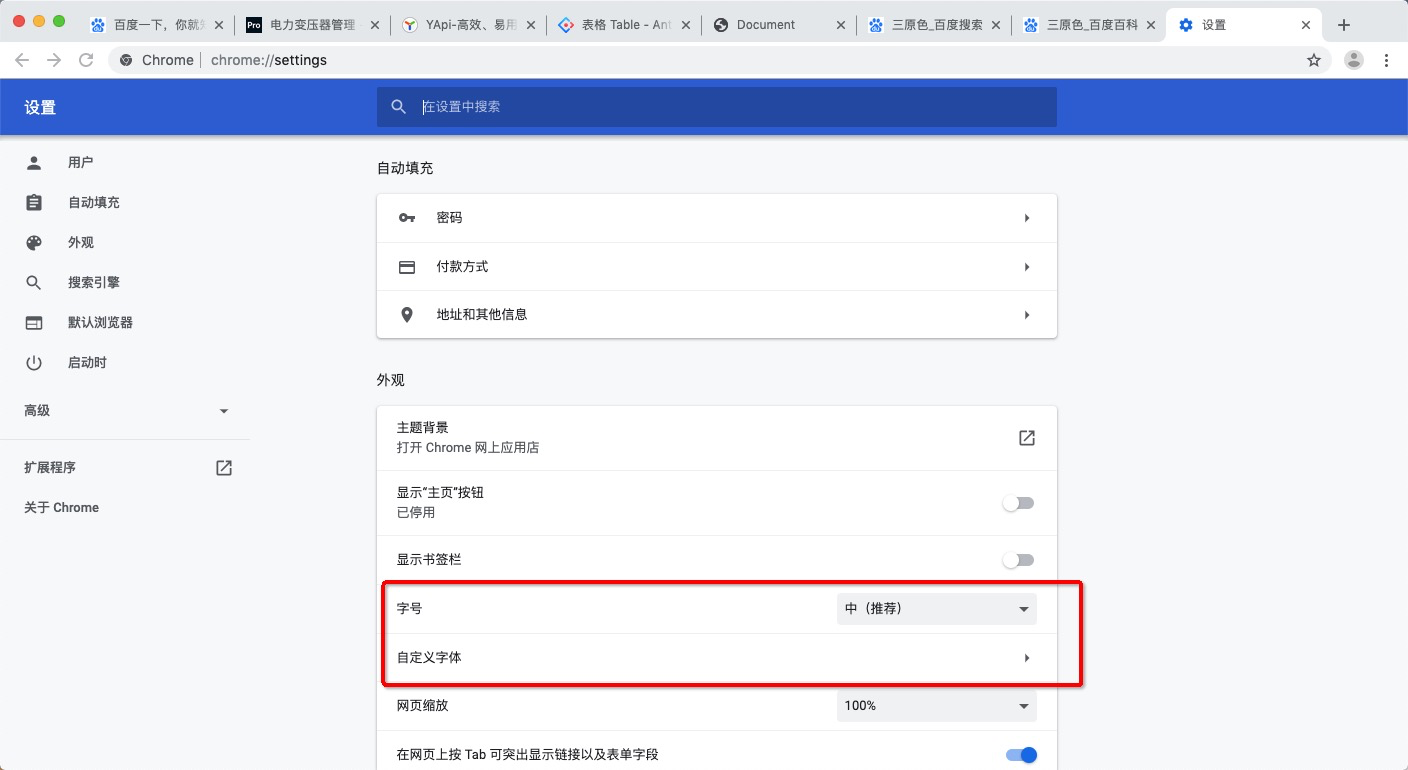 百度一下，你就知
Pro 电力变压器管理
YApi-高效、易用
表格 Table - Ant
Document
三原色_百度搜索
三原色_百度百科
设置
Chrome chrome://settings
设置
在设置中搜索
用户
自动填充
外观
搜索引擎
默认浏览器
启动时
高级
扩展程序
关于 Chrome
自动填充
密码
付款方式
地址和其他信息
外观
主题背景
打开 Chrome 网上应用店
显示“主页”按钮
已停用
显示书签栏
字号 中（推荐）
自定义字体
网页缩放 100%
在网页上按 Tab 可突出显示链接以及表单字段